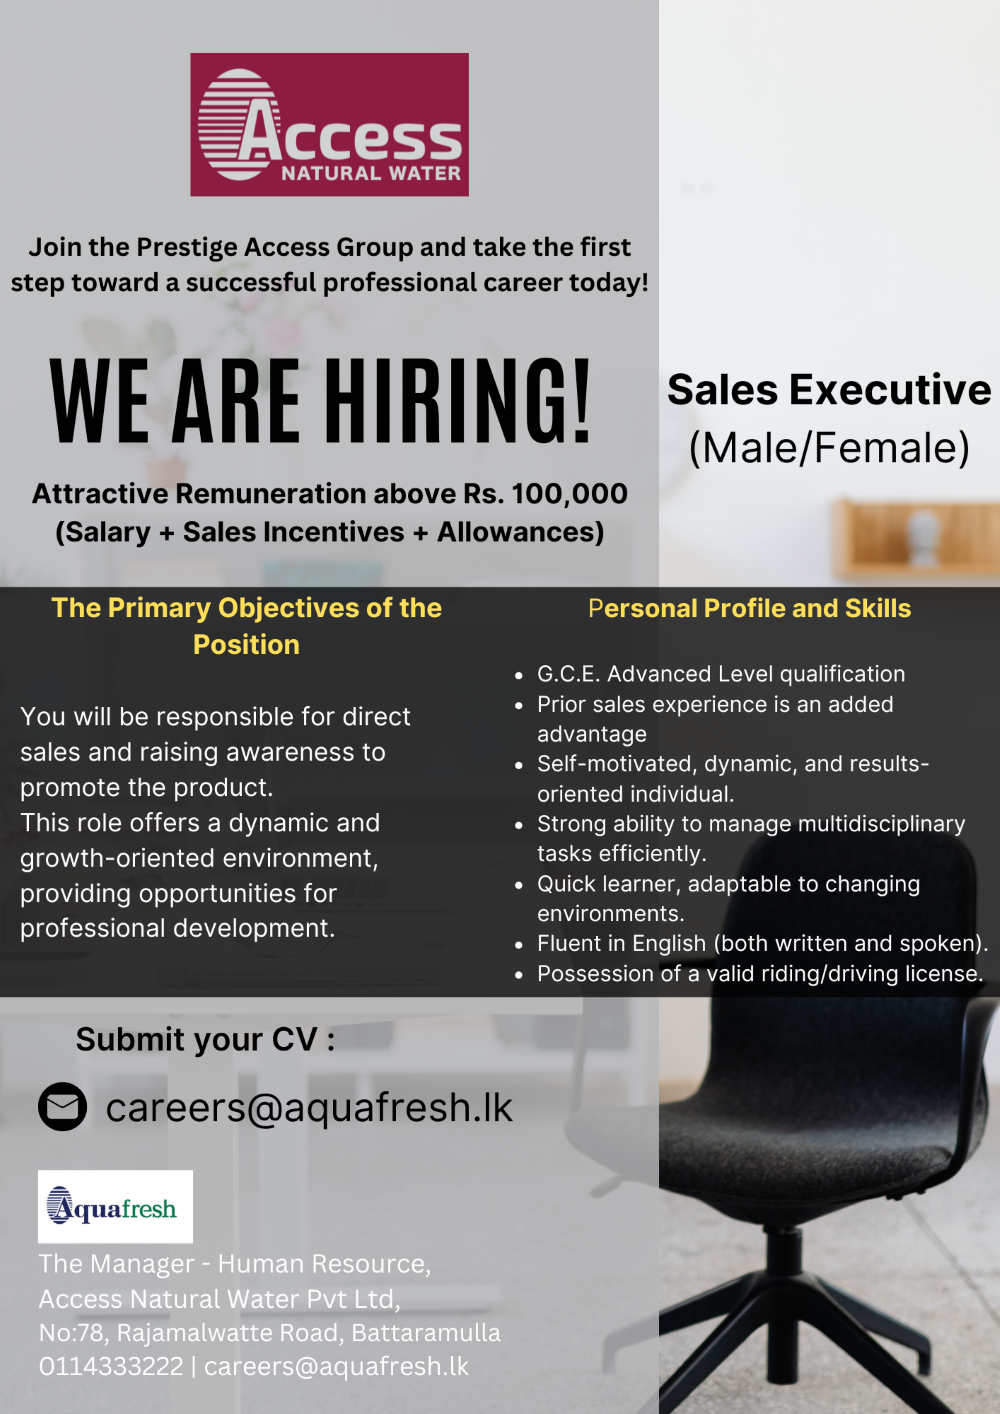 Access
NATURAL WATER
Join the Prestige Access Group and take the first
step toward a successful professional career today!
WE ARE HIRING!
Attractive Remuneration above Rs. 100,000
(Salary + Sales Incentives + Allowances)
Sales Executive
(Male/Female)
The Primary Objectives of the
Position
You will be responsible for direct
sales and raising awareness to
promote the product.
This role offers a dynamic and
growth-oriented environment,
providing opportunities for
professional development.
Personal Profile and Skills
• G.C.E. Advanced Level qualification
• Prior sales experience is an added
advantage
• Self-motivated, dynamic, and results-
oriented individual.
• Strong ability to manage multidisciplinary
tasks efficiently.
• Quick learner, adaptable to changing
environments.
• Fluent in English (both written and spoken).
• Possession of a valid riding/driving license.
Submit your CV :
careers@aquafresh.lk
Aquafresh
The Manager - Human Resource,
Access Natural Water Pvt Ltd,
No:78, Rajamalwatte Road, Battaramulla
0114333222 | careers@aquafresh.lk